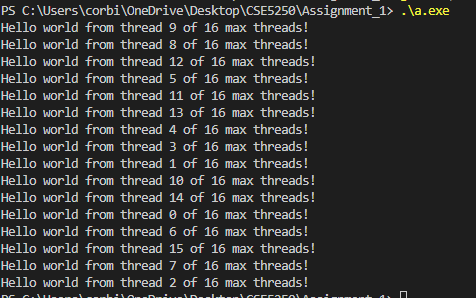 PS C:\Users\corbi\OneDrive\Desktop\CSE5250\Assignment_1> .\a.exe
Hello world from thread 9 of 16 max threads!
Hello world from thread 8 of 16 max threads!
Hello world from thread 12 of 16 max threads!
Hello world from thread 5 of 16 max threads!
Hello world from thread 11 of 16 max threads!
Hello world from thread 13 of 16 max threads!
Hello world from thread 4 of 16 max threads!
Hello world from thread 3 of 16 max threads!
Hello world from thread 1 of 16 max threads!
Hello world from thread 10 of 16 max threads!
Hello world from thread 14 of 16 max threads!
Hello world from thread 0 of 16 max threads!
Hello world from thread 6 of 16 max threads!
Hello world from thread 15 of 16 max threads!
Hello world from thread 7 of 16 max threads!
Hello world from thread 2 of 16 max threads!
PS C:\Users\corbi\OneDrive\Desktop\CSE5250\Assignment_1>